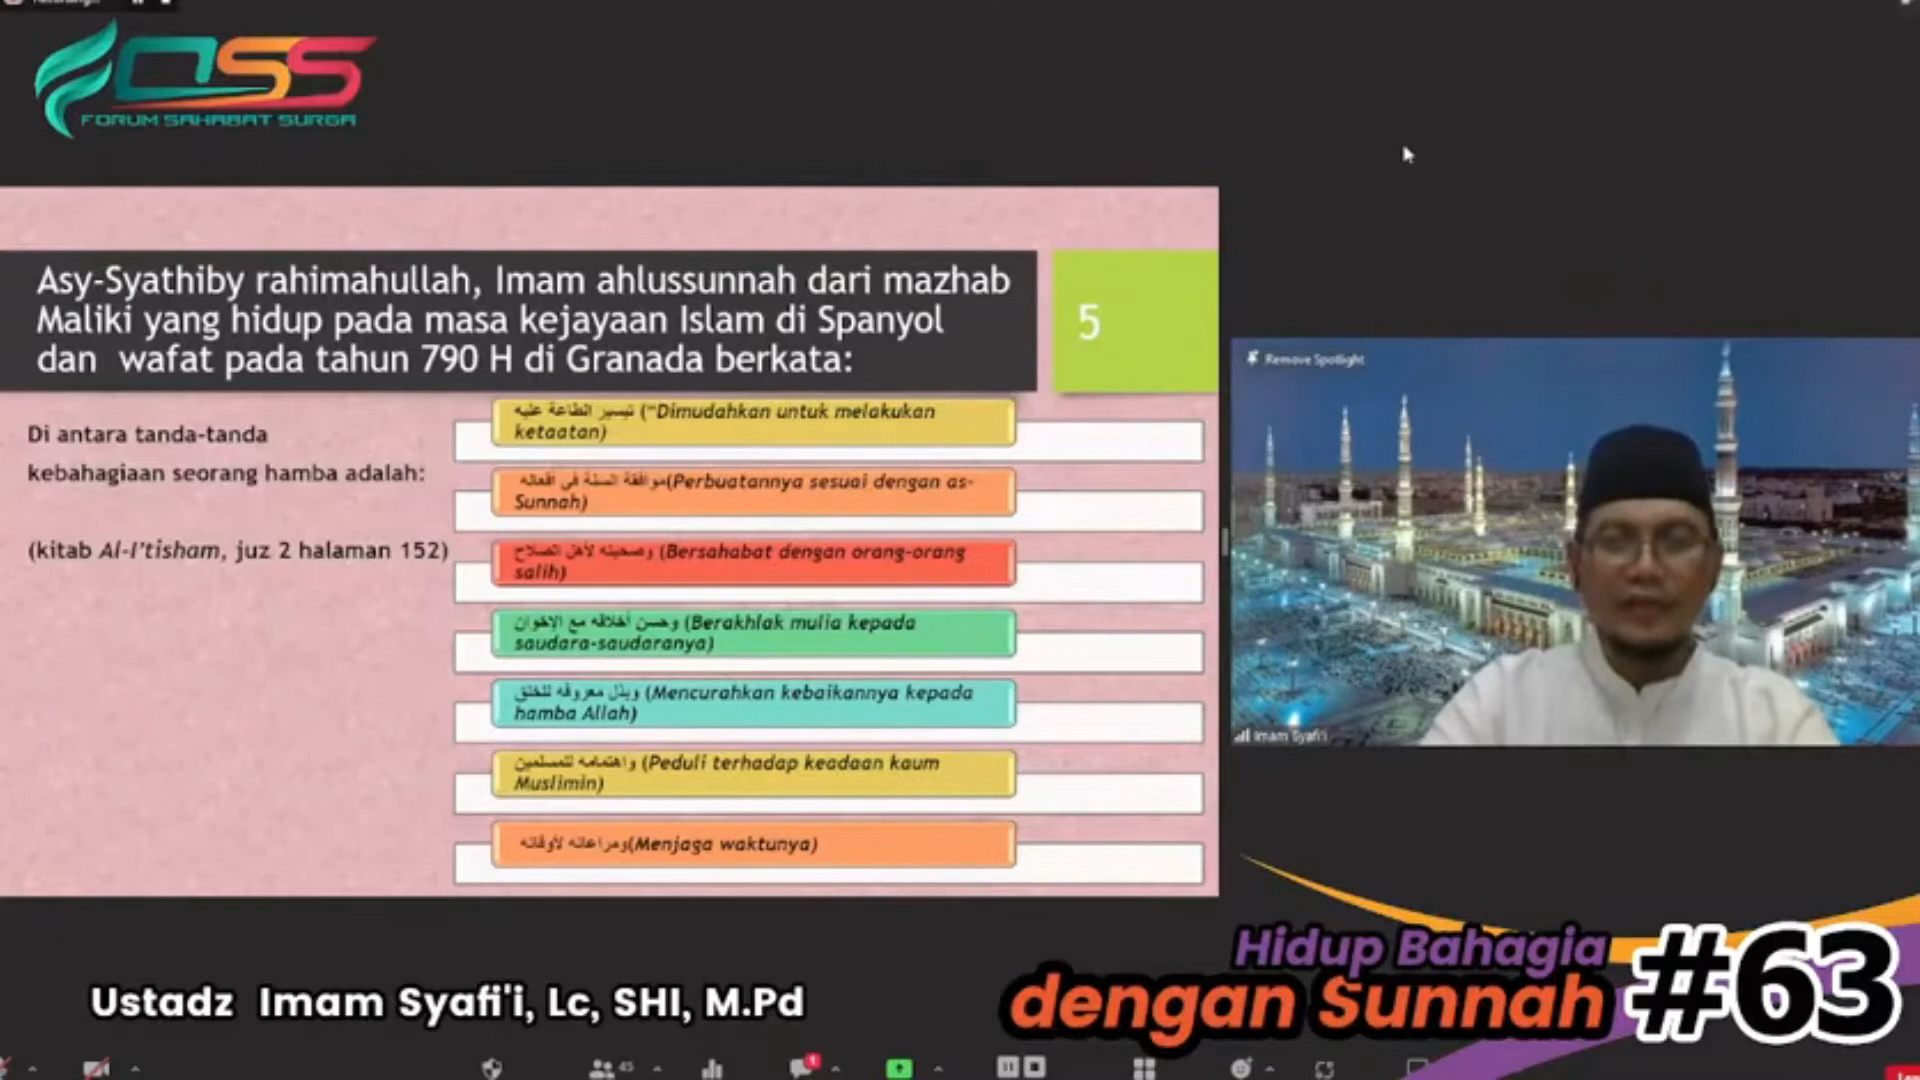 FOSS
FORUM SAHABAT SURGA
Asy-Syathiby rahimahullah, Imam ahlussunnah dari mazhab
Maliki yang hidup pada masa kejayaan Islam di Spanyol
dan wafat pada tahun 790 H di Granada berkata:
5
Di antara tanda-tanda
kebahagiaan seorang hamba adalah:
(kitab Al-I'tisham, juz 2 halaman 152)
تيسير الطاعة عليه ("Dimudahkan untuk melakukan
ketaatan)
موافقة السنة في أفعاله(Perbuatannya sesuai dengan as-
Sunnah)
وصحبته لأهل الصلاح (Bersahabat dengan orang-orang
salih)
وحسن أخلاقه مع الإخوان (Berakhlak mulia kepada
saudara-saudaranya)
وبذل معروفه للخلق (Mencurahkan kebaikannya kepada
hamba Allah)
واهتمامه للمسلمين (Peduli terhadap keadaan kaum
Muslimin)
ومراعاته لأوقاته(Menjaga waktunya)
Remove Spotlight
Imam Syafi'i
Hidup Bahagia
dengan Sunnah
#63
Ustadz Imam Syafi'i, Lc, SHI, M.Pd
45
1